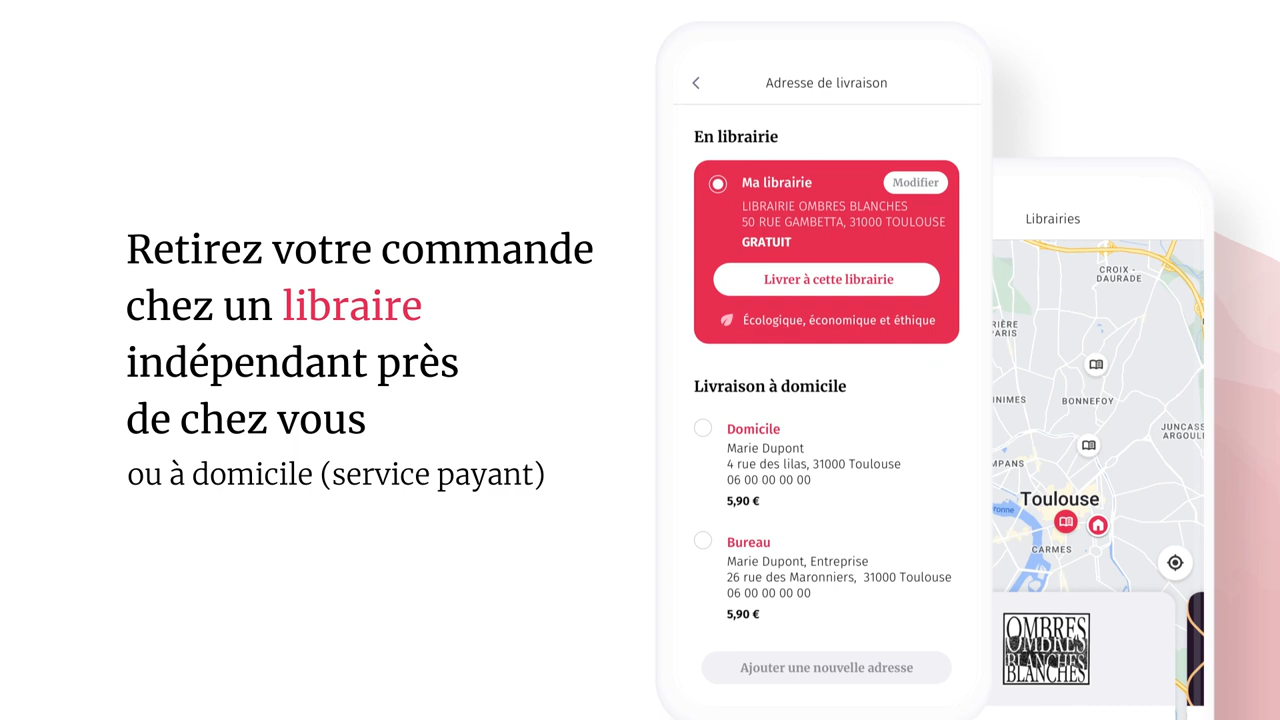 Retirez votre commande
chez un libraire
indépendant près
de chez vous
ou à domicile (service payant)
Adresse de livraison
En librairie
Ma librairie
Modifier
LIBRAIRIE OMBRES BLANCHES
50 RUE GAMBETTA, 31000 TOULOUSE
GRATUIT
Livrer à cette librairie
Écologique, économique et éthique
Livraison à domicile
Domicile
Marie Dupont
4 rue des lilas, 31000 Toulouse
06 00 00 00 00
5,90 €
Bureau
Marie Dupont, Entreprise
26 rue des Maronniers, 31000 Toulouse
06 00 00 00 00
5,90 €
Ajouter une nouvelle adresse
Librairies
CROIX -
DAURADE
BONNEFOY
Toulouse
CARMES
OMBRES
OMBRES
BLANCHES
BLANCHES